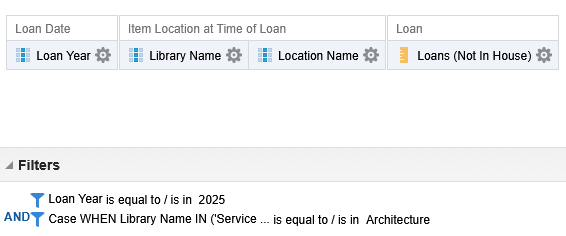 Loan Date Item Location at Time of Loan Loan
Loan Year Library Name Location Name Loans (Not In House)
Filters
Loan Year is equal to / is in 2025
AND Case WHEN Library Name IN ('Service ... is equal to / is in Architecture